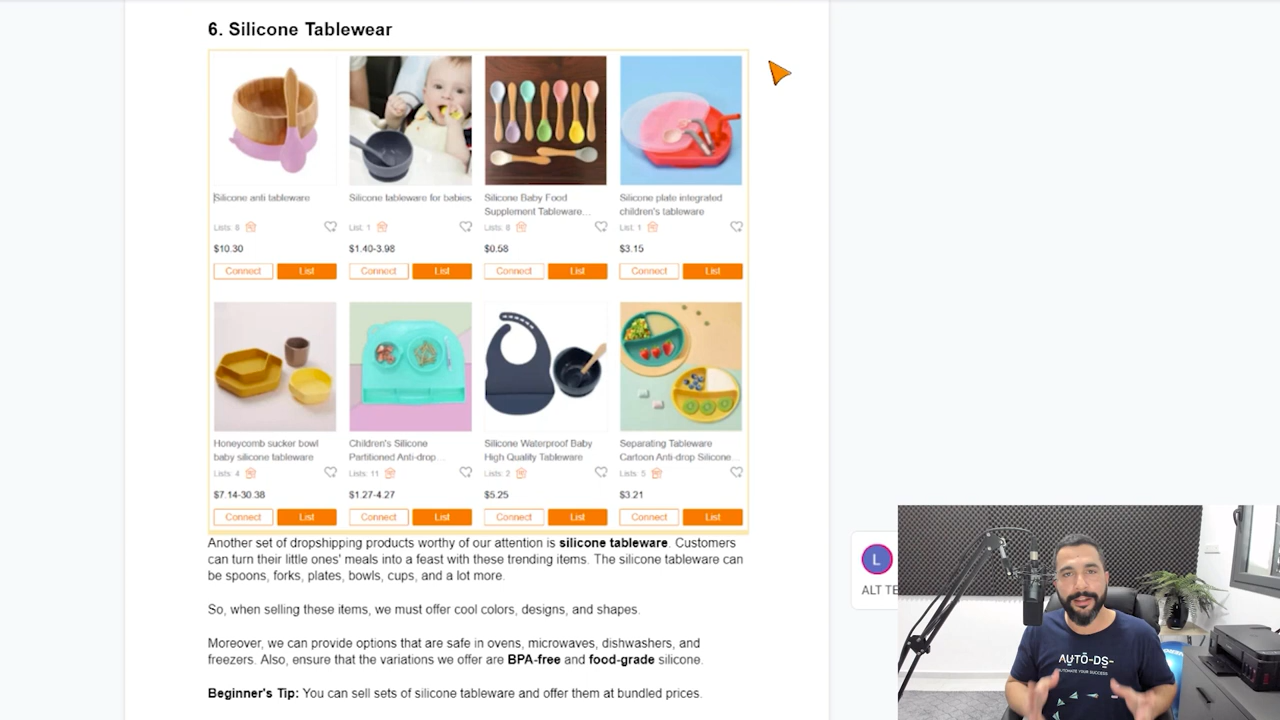 6. Silicone Tablewear
Silicone anti tableware
Silicone tableware for babies
Silicone Baby Food
Supplement Tableware...
Silicone plate integrated
children's tableware
Lists: 8
List: 1
Lists: 8
List: 1
$10.30
$1.40-3.98
$0.58
$3.15
Connect List
Connect List
Connect List
Connect List
Honeycomb sucker bowl
baby silicone tableware
Children's Silicone
Partitioned Anti-drop...
Silicone Waterproof Baby
High Quality Tableware
Separating Tableware
Cartoon Anti-drop Silicone...
Lists: 4
Lists: 11
Lists: 2
Lists: 5
$7.14-30.38
$1.27-4.27
$5.25
$3.21
Connect List
Connect List
Connect List
Connect List
Another set of dropshipping products worthy of our attention is silicone tableware. Customers
can turn their little ones' meals into a feast with these trending items. The silicone tableware can
be spoons, forks, plates, bowls, cups, and a lot more.
So, when selling these items, we must offer cool colors, designs, and shapes.
Moreover, we can provide options that are safe in ovens, microwaves, dishwashers, and
freezers. Also, ensure that the variations we offer are BPA-free and food-grade silicone.
Beginner's Tip: You can sell sets of silicone tableware and offer them at bundled prices.
L
ALT TE
AUTO-DS-
AUTOMATE YOUR SUCCESS